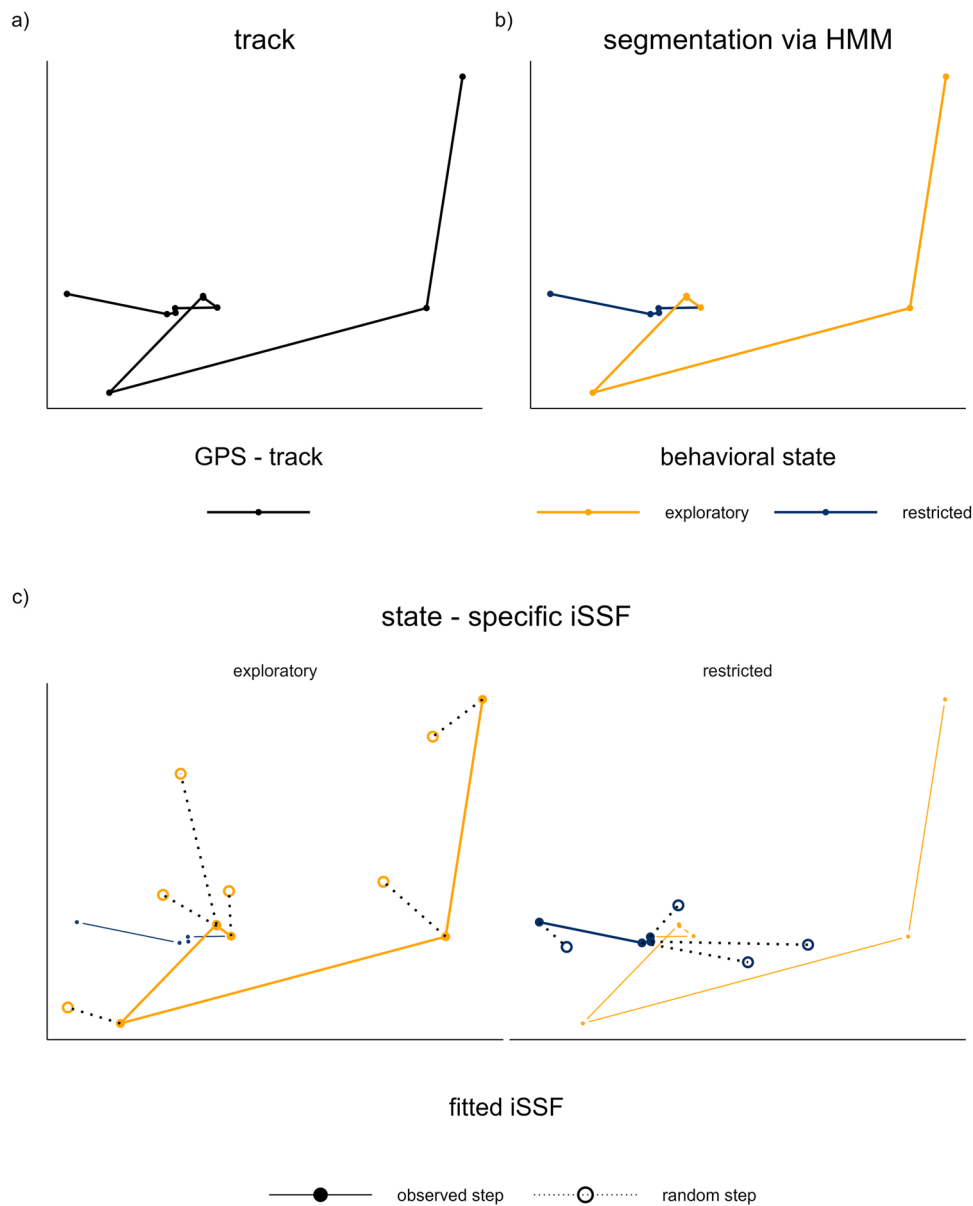 a)
track
b)
segmentation via HMM
GPS - track
behavioral state
exploratory
restricted
c)
state - specific iSSF
exploratory
restricted
fitted iSSF
observed step
random step